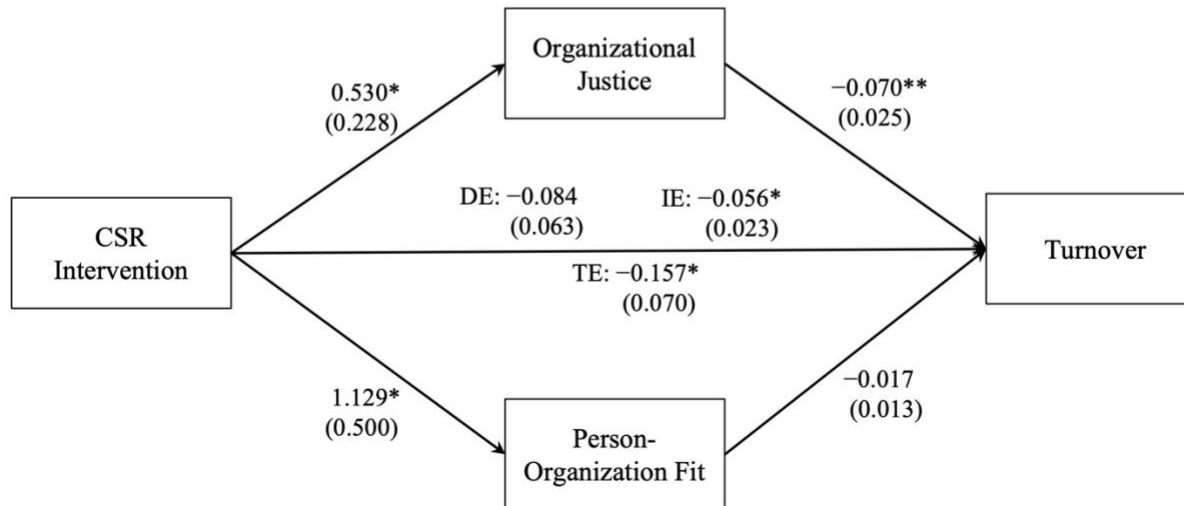 Organizational
Justice
0.530*
(0.228)
−0.070**
(0.025)
DE: −0.084
(0.063)
IE: −0.056*
(0.023)
CSR
Intervention
Turnover
TE: −0.157*
(0.070)
1.129*
(0.500)
−0.017
(0.013)
Person-
Organization Fit